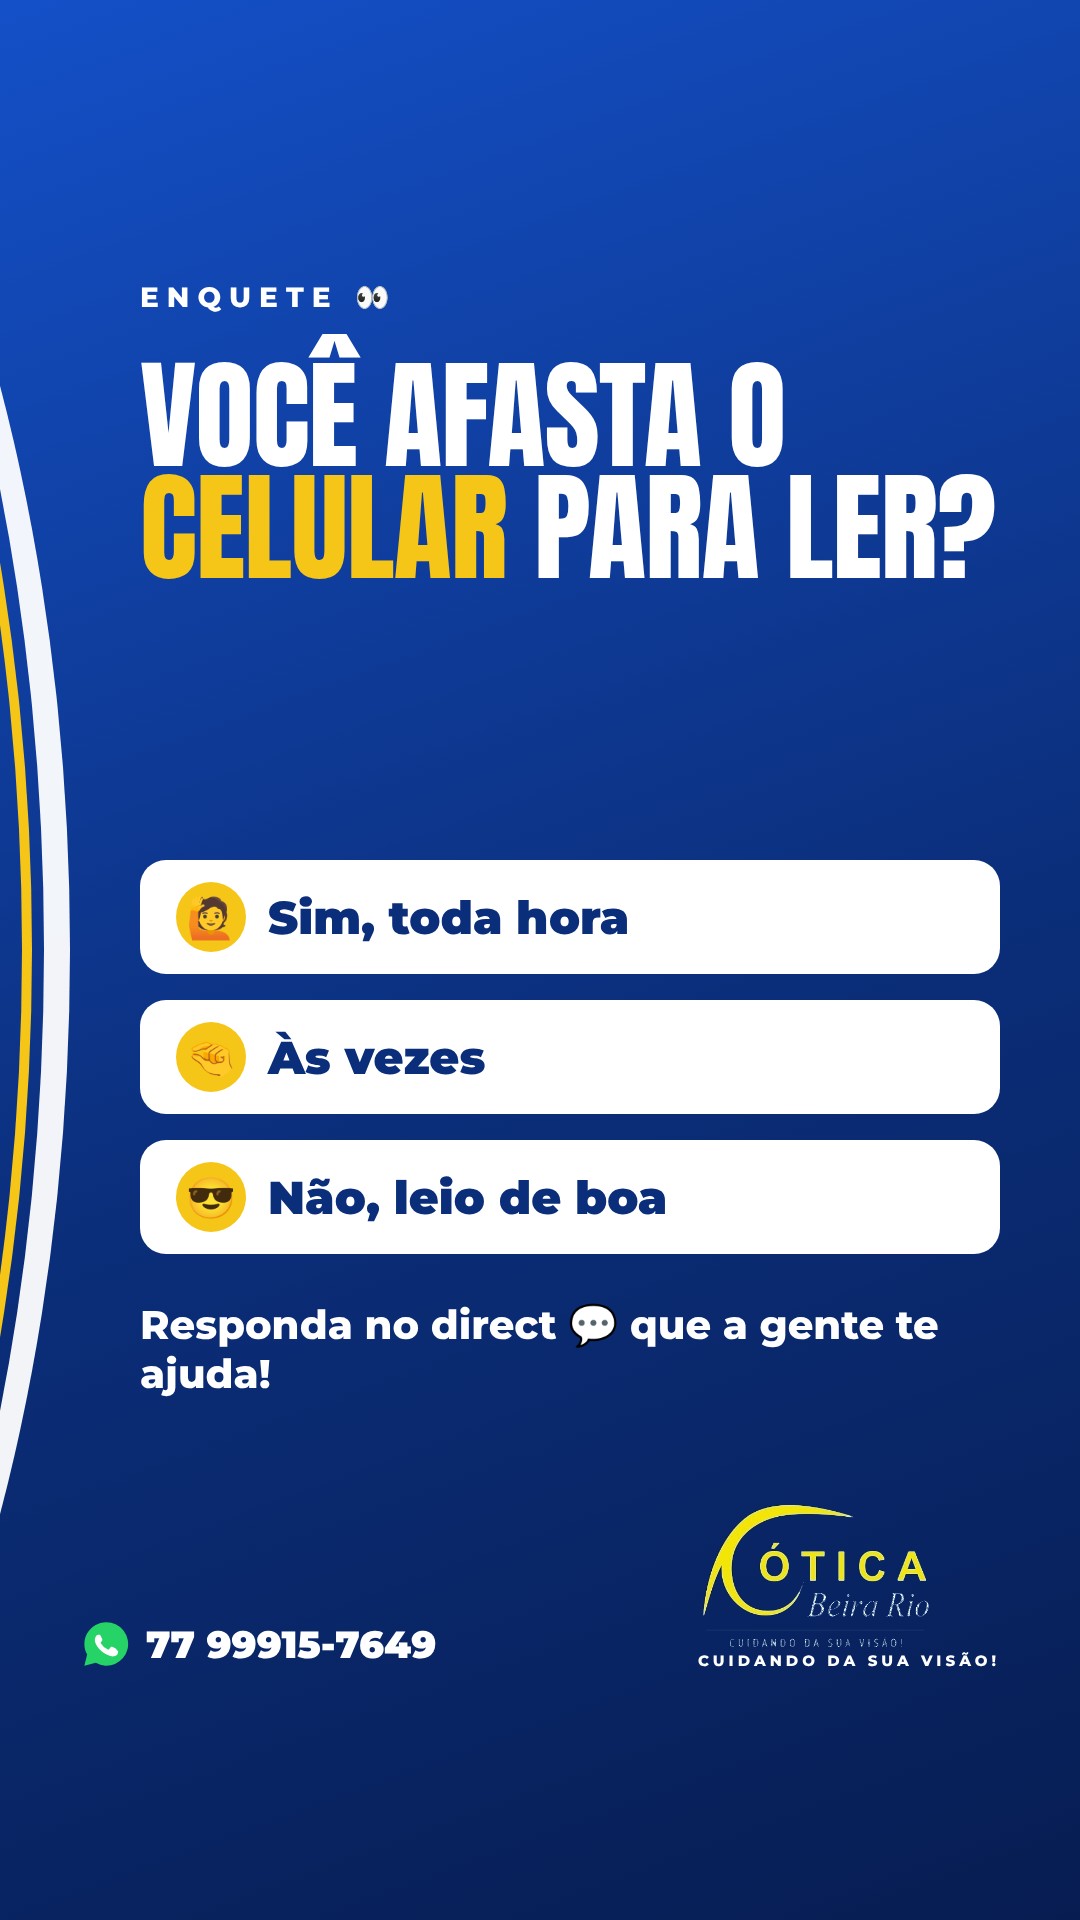 ENQUETE 👀
VOCÊ AFASTA O
CELULAR PARA LER?
Sim, toda hora
Às vezes
Não, leio de boa
Responda no direct 💬 que a gente te
ajuda!
ÓTICA
Beira Rio
CUIDANDO DA SUA VISÃO!
CUIDANDO DA SUA VISÃO!
77 99915-7649